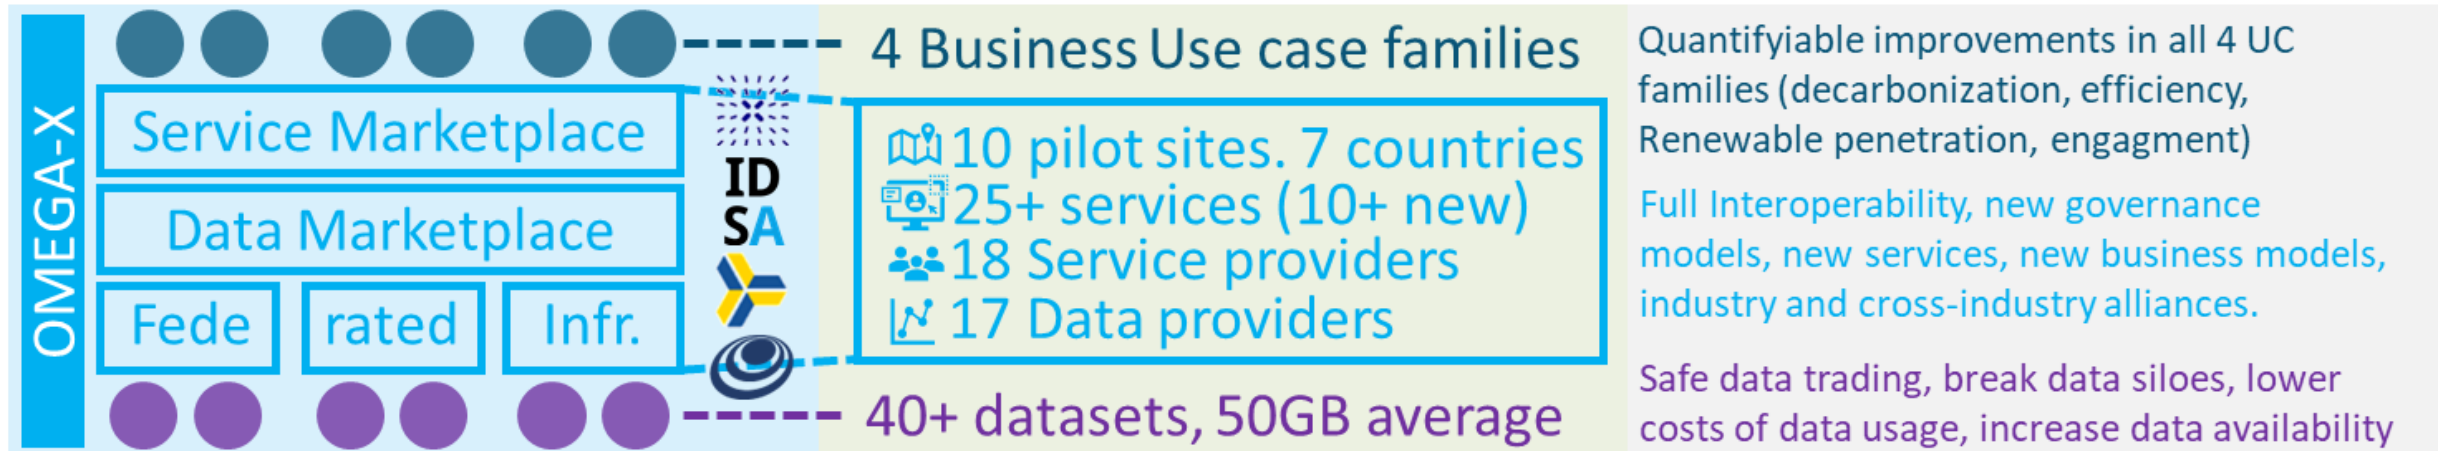 OMEGA-X
Service Marketplace
Data Marketplace
Fede
rated
Infr.
ID
SA
4 Business Use case families
10 pilot sites. 7 countries
25+ services (10+ new)
18 Service providers
17 Data providers
40+ datasets, 50GB average
Quantifyiable improvements in all 4 UC
families (decarbonization, efficiency,
Renewable penetration, engagment)
Full Interoperability, new governance
models, new services, new business models,
industry and cross-industry alliances.
Safe data trading, break data siloes, lower
costs of data usage, increase data availability